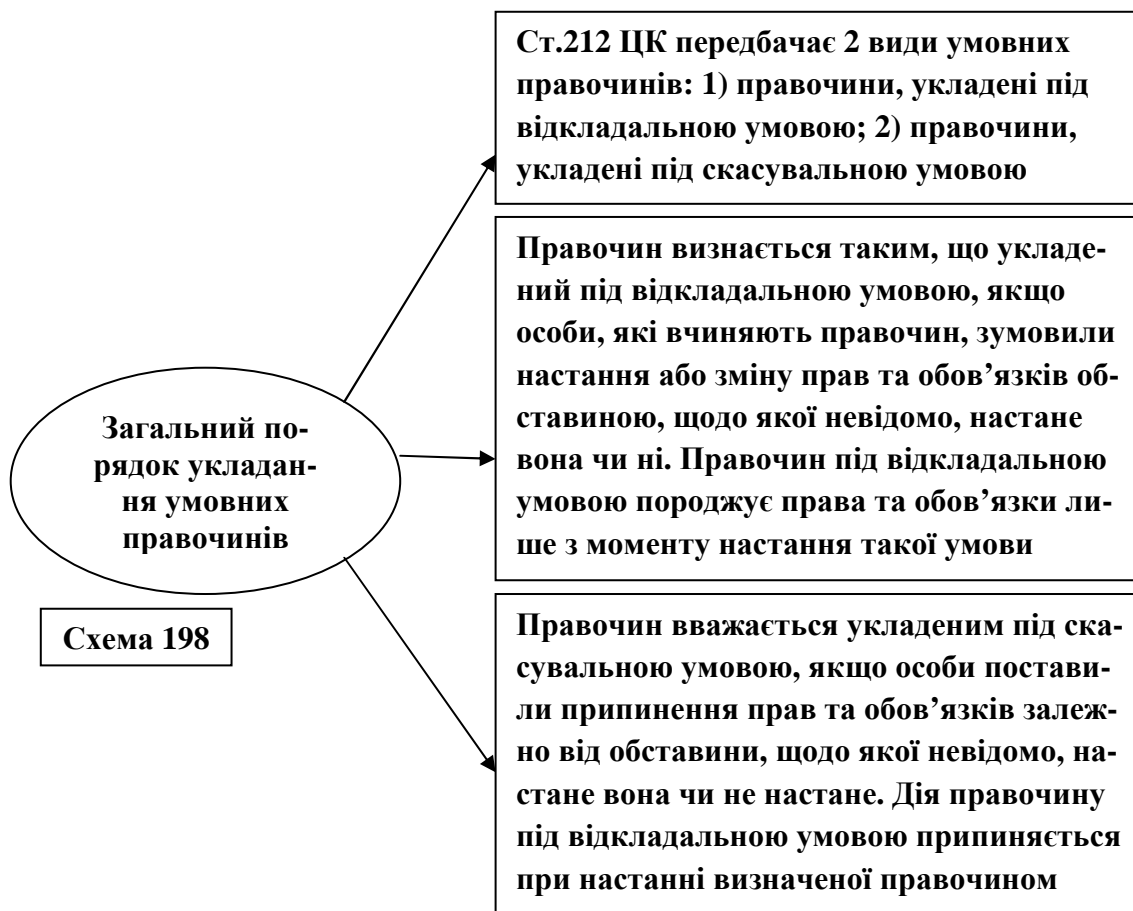 Ст.212 ЦК передбачає 2 види умовних
правочинів: 1) правочини, укладені під
відкладальною умовою; 2) правочини,
укладені під скасувальною умовою
Правочин визнається таким, що укладе-
ний під відкладальною умовою, якщо
особи, які вчиняють правочин, зумовили
настання або зміну прав та обов’язків об-
ставиною, щодо якої невідомо, настане
вона чи ні. Правочин під відкладальною
умовою породжує права та обов’язки ли-
ше з моменту настання такої умови
Загальний по-
рядок укладан-
ня умовних
правочинів
Схема 198
Правочин вважається укладеним під ска-
сувальною умовою, якщо особи постави-
ли припинення прав та обов’язків залеж-
но від обставини, щодо якої невідомо, на-
стане вона чи не настане. Дія правочину
під відкладальною умовою припиняється
при настанні визначеної правочином